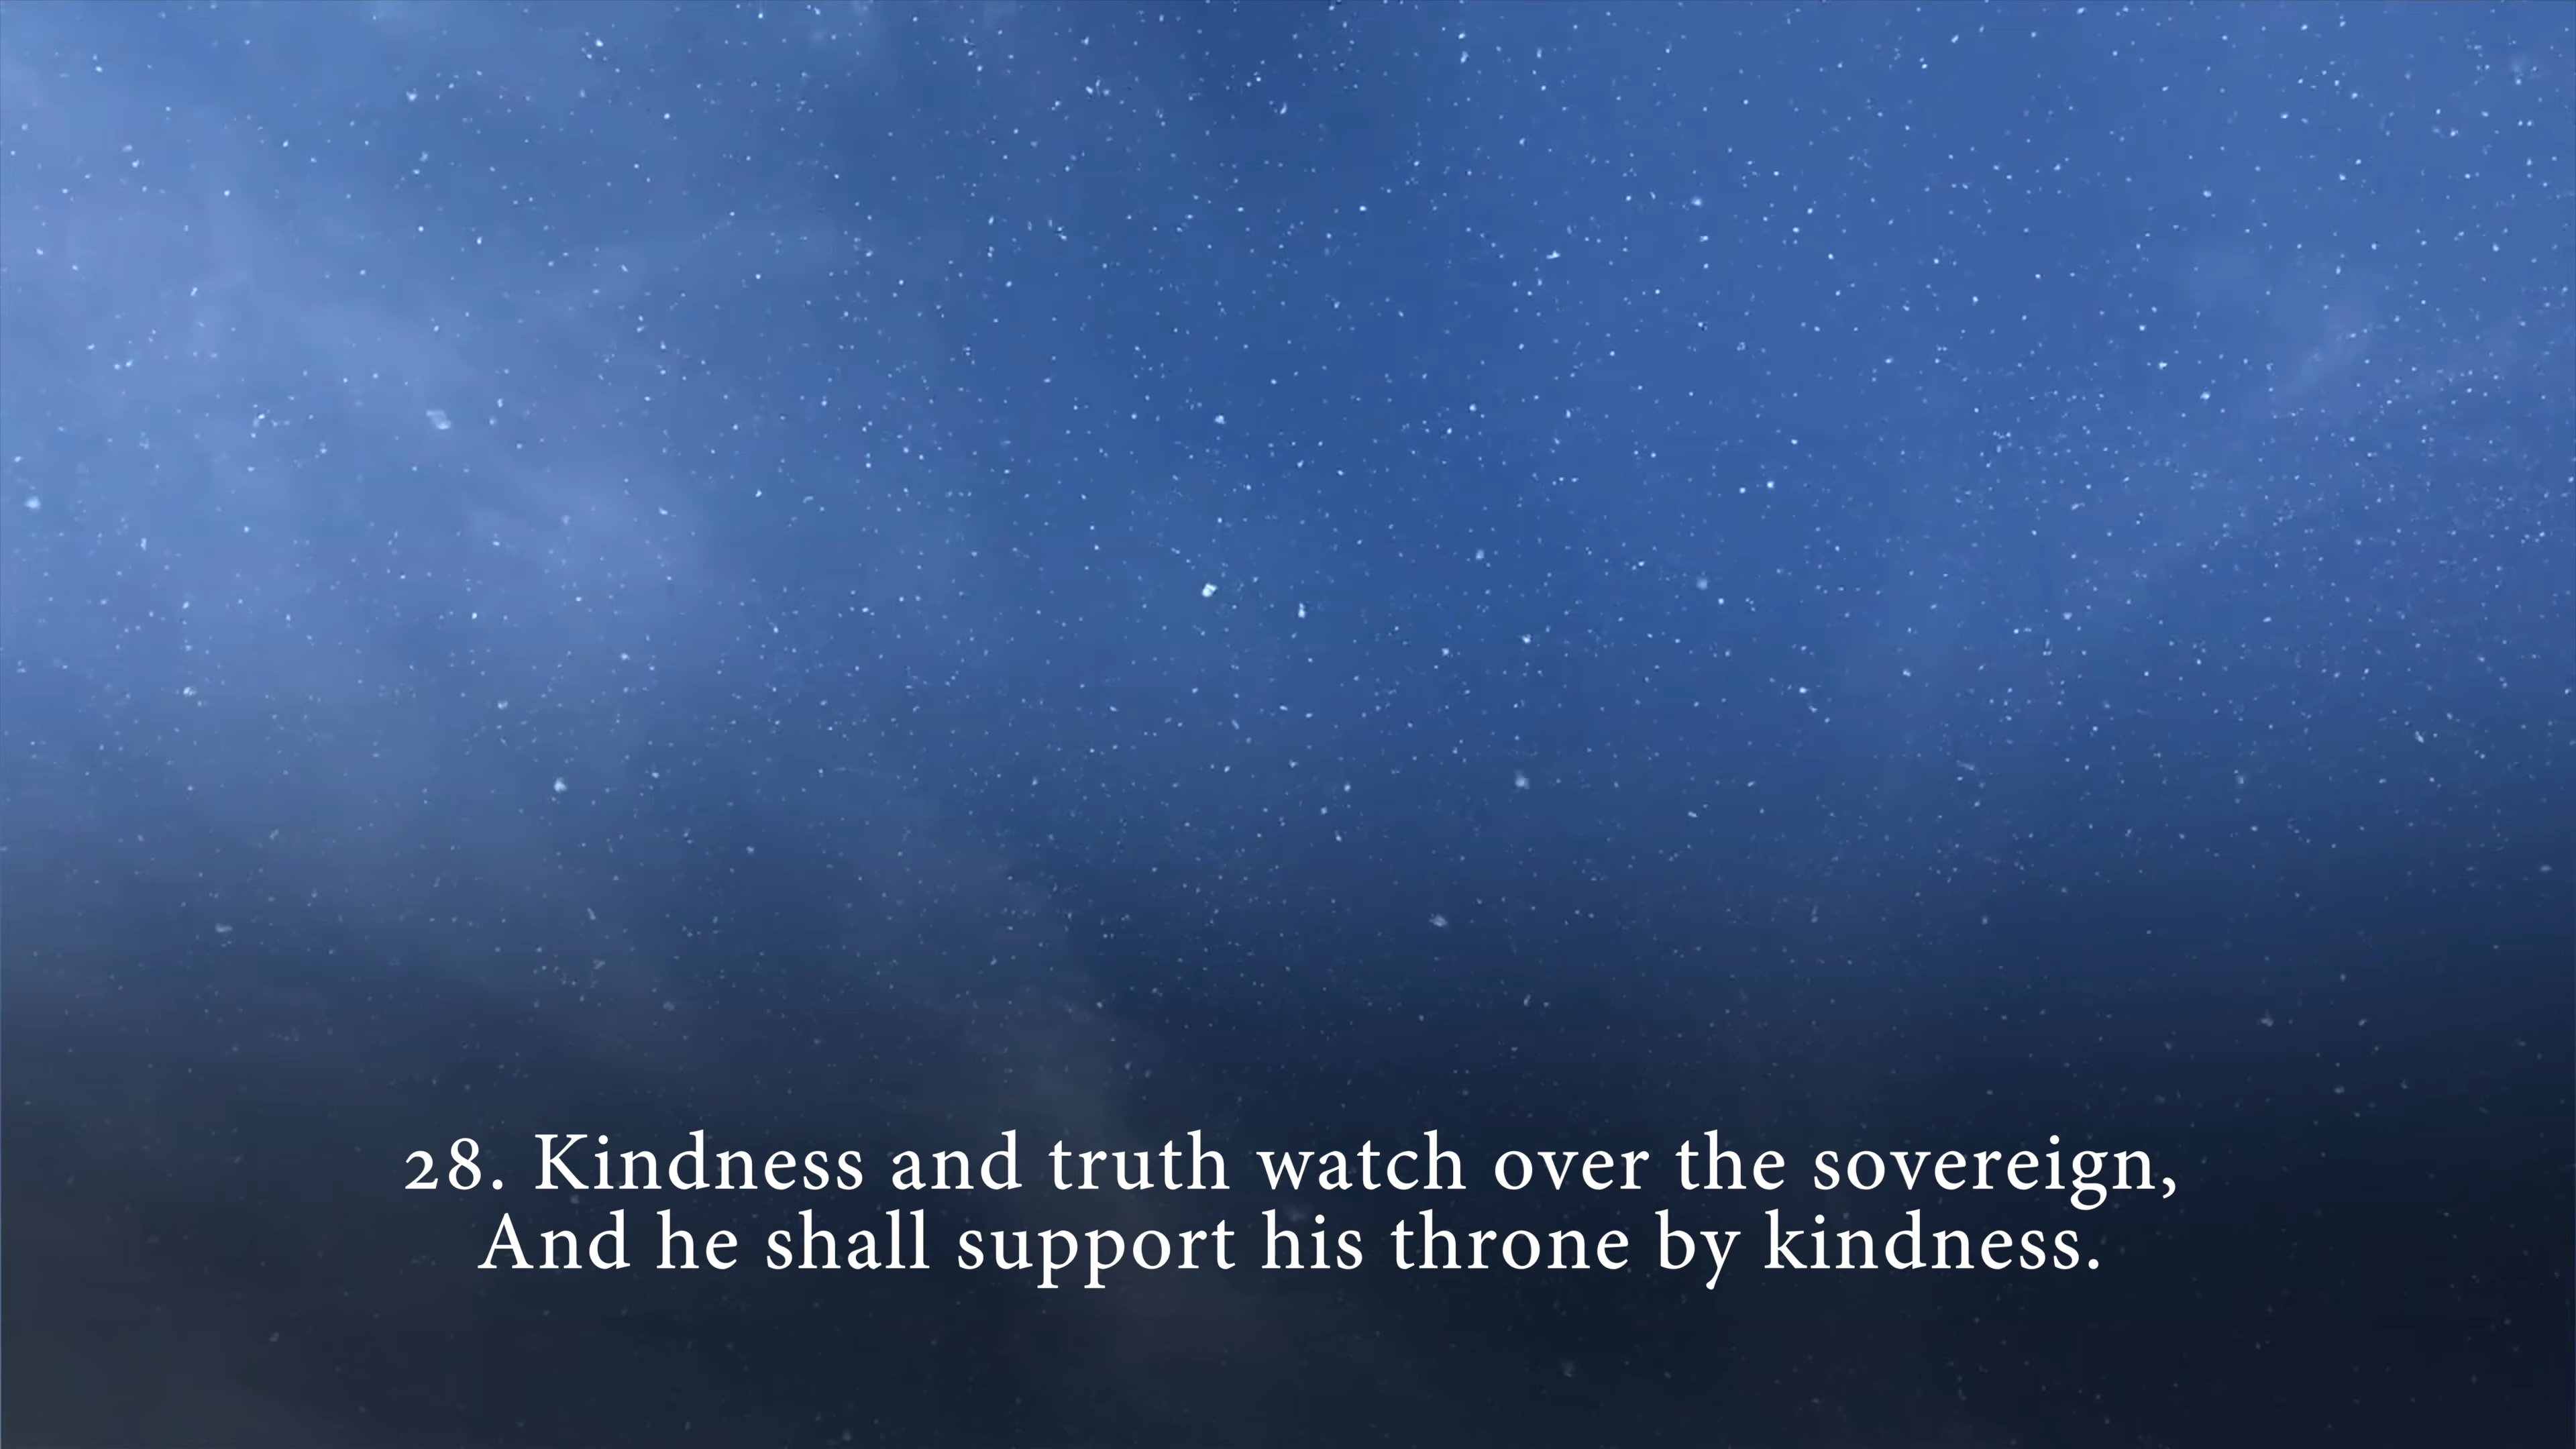 28. Kindness and truth watch over the sovereign,
And he shall support his throne by kindness.